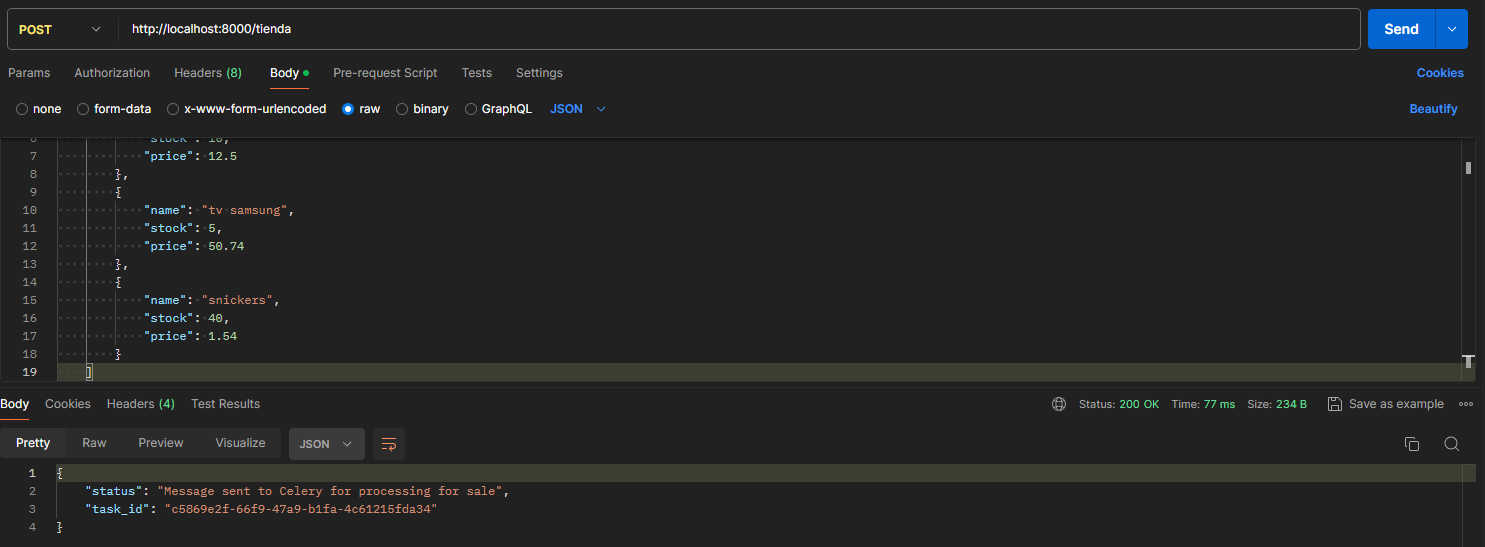 POST http://localhost:8000/tienda Send
Params Authorization Headers (8) Body Pre-request Script Tests Settings Cookies
none form-data x-www-form-urlencoded raw binary GraphQL JSON Beautify
6 "stock": 10,
7 "price": 12.5
8 },
9 {
10 "name": "tv samsung",
11 "stock": 5,
12 "price": 50.74
13 },
14 {
15 "name": "snickers",
16 "stock": 40,
17 "price": 1.54
18 }
19 ]
Body Cookies Headers (4) Test Results Status: 200 OK Time: 77 ms Size: 234 B Save as example
Pretty Raw Preview Visualize JSON
1 {
2 "status": "Message sent to Celery for processing for sale",
3 "task_id": "c5869e2f-66f9-47a9-b1fa-4c61215fda34"
4 }